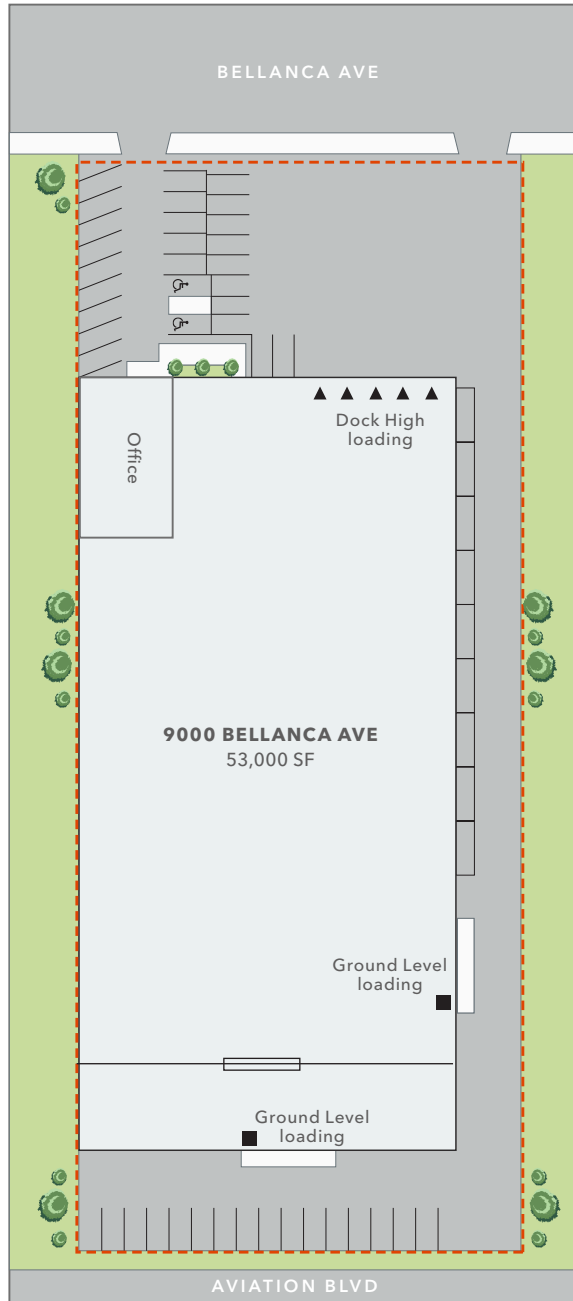 BELLANCA AVE
Dock High
loading
Office
9000 BELLANCA AVE
53,000 SF
Ground Level
loading
Ground Level
loading
AVIATION BLVD